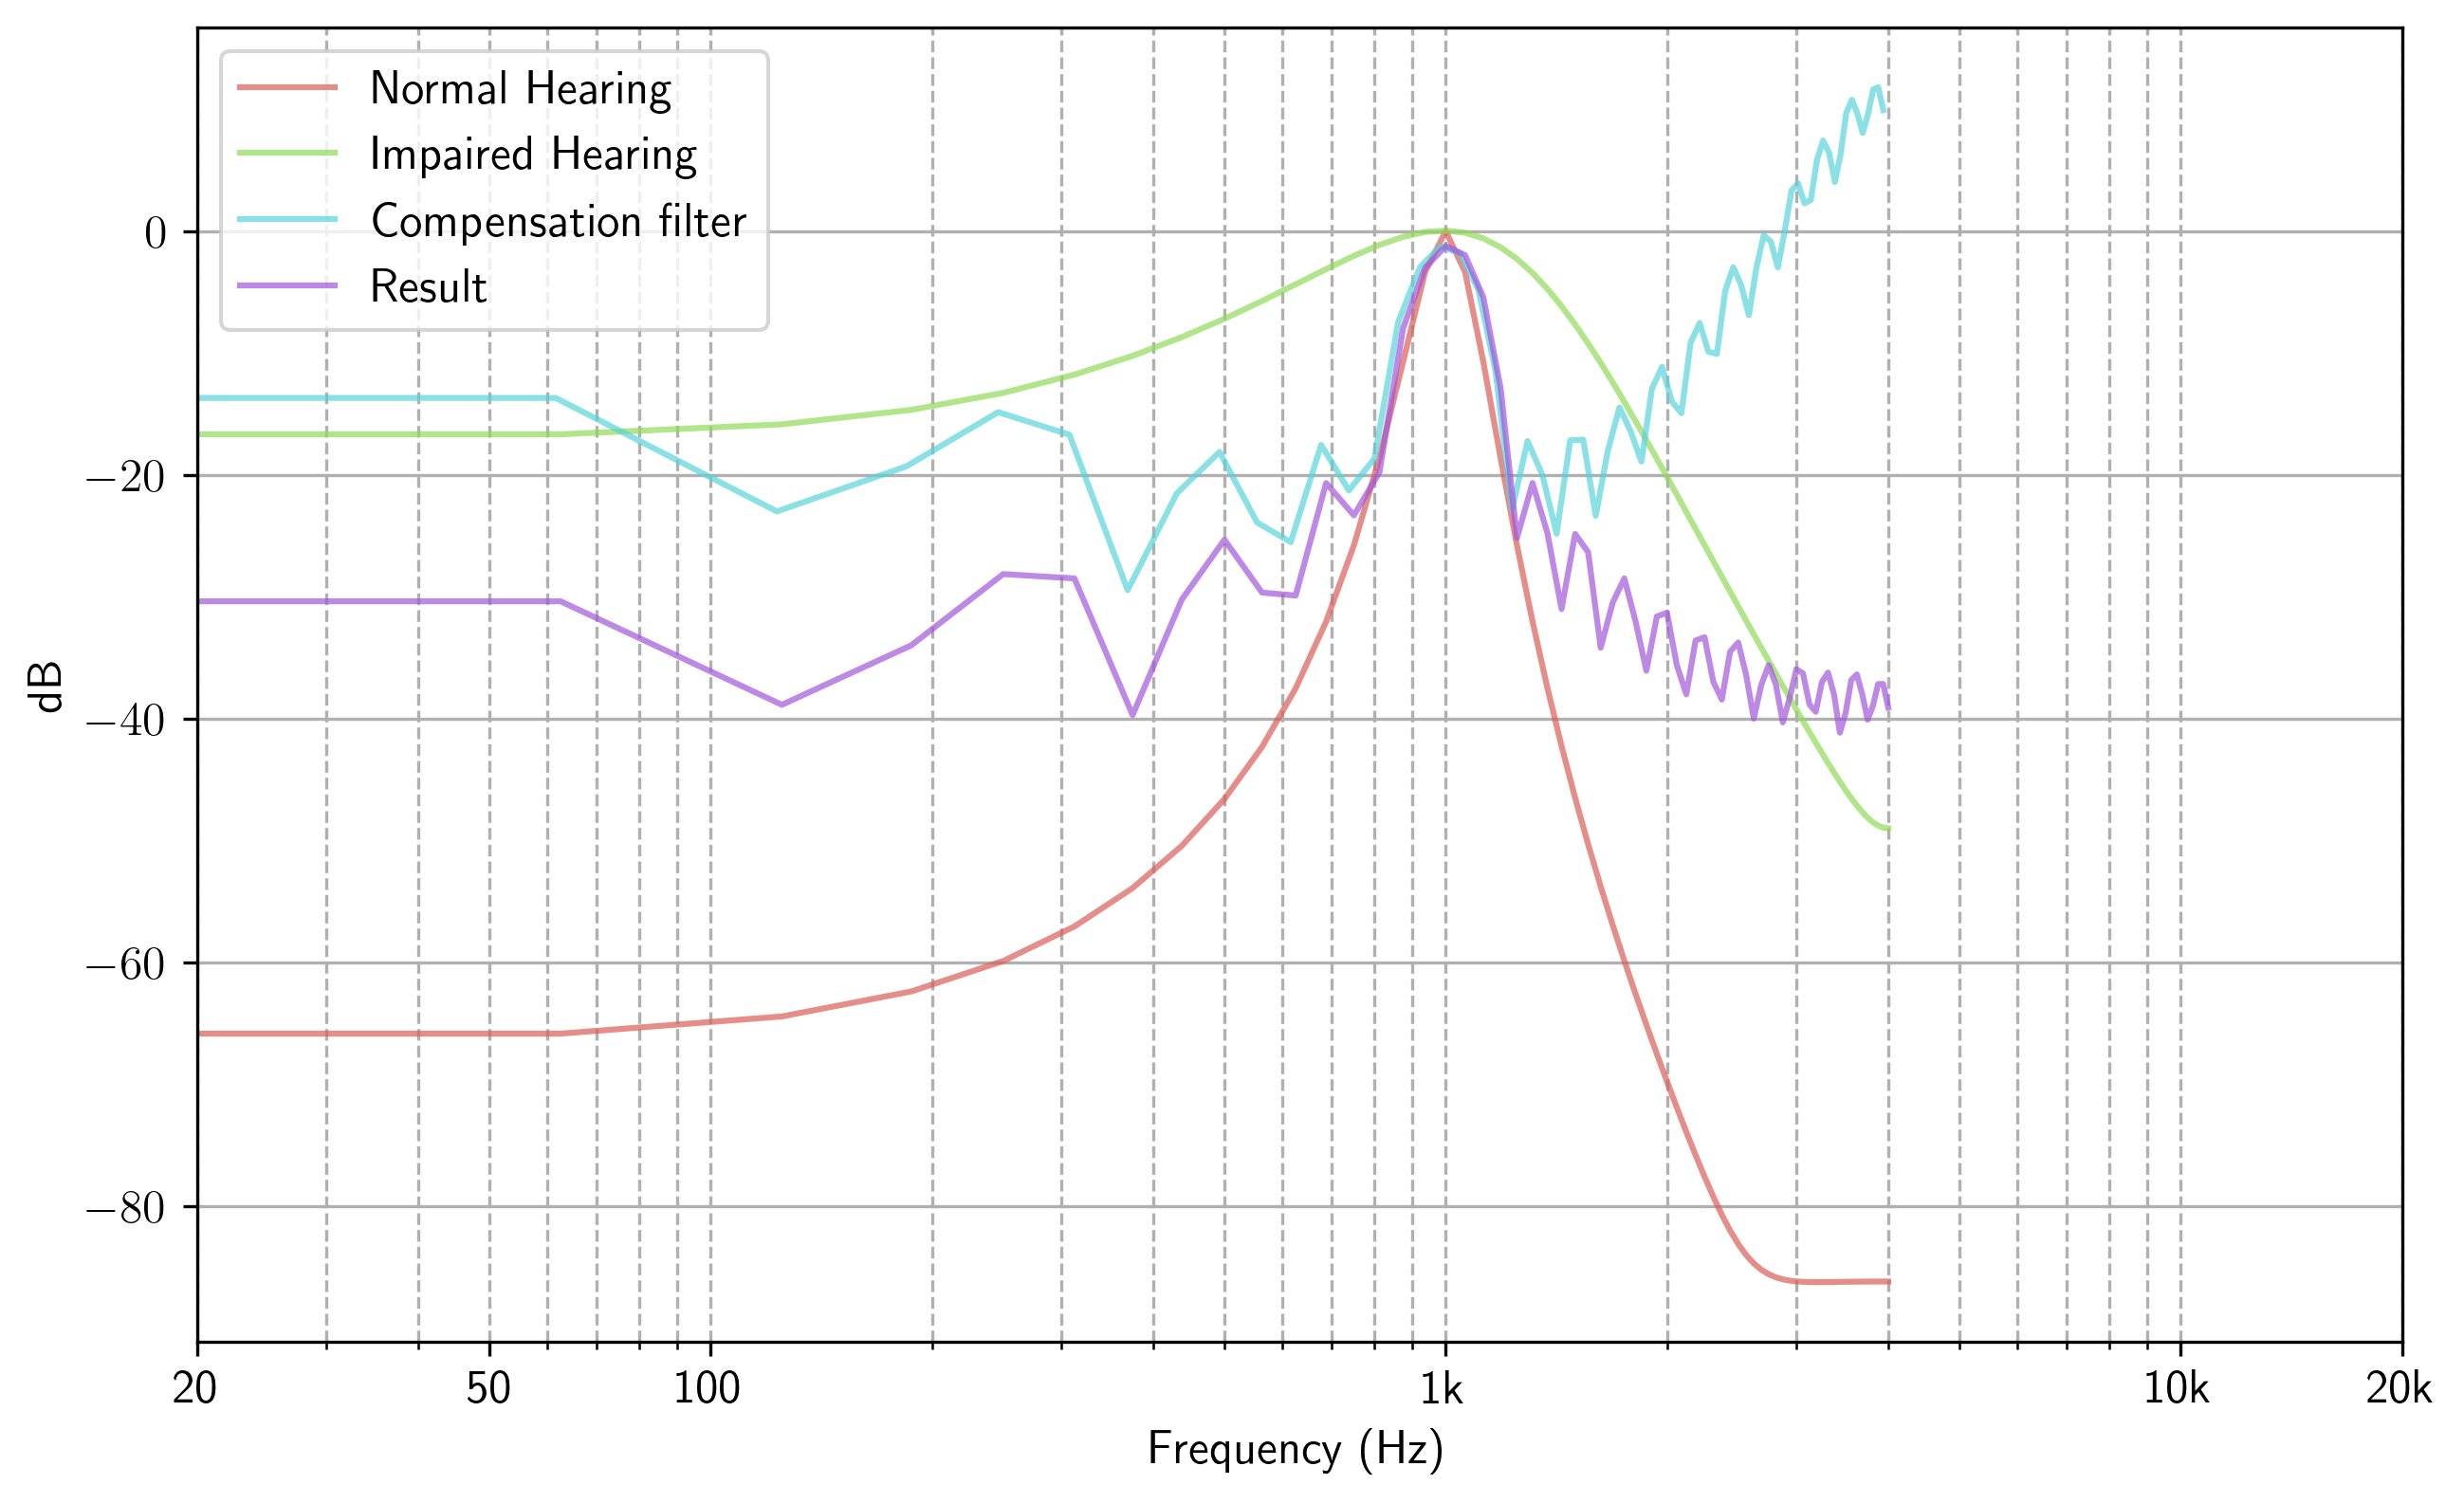 Normal Hearing
Impaired Hearing
Compensation filter
Result
0
−20
−40
−60
−80
dB
20 50 100 1k 10k 20k
Frequency (Hz)